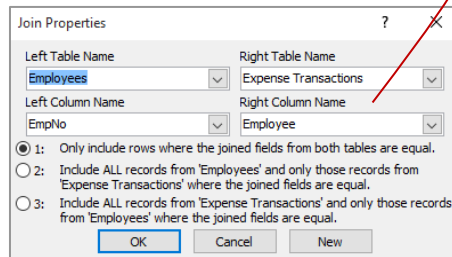 Join Properties ? X
Left Table Name Right Table Name
Employees Expense Transactions
Left Column Name Right Column Name
EmpNo Employee
1: Only include rows where the joined fields from both tables are equal.
2: Include ALL records from 'Employees' and only those records from
'Expense Transactions' where the joined fields are equal.
3: Include ALL records from 'Expense Transactions' and only those records
from 'Employees' where the joined fields are equal.
OK Cancel New